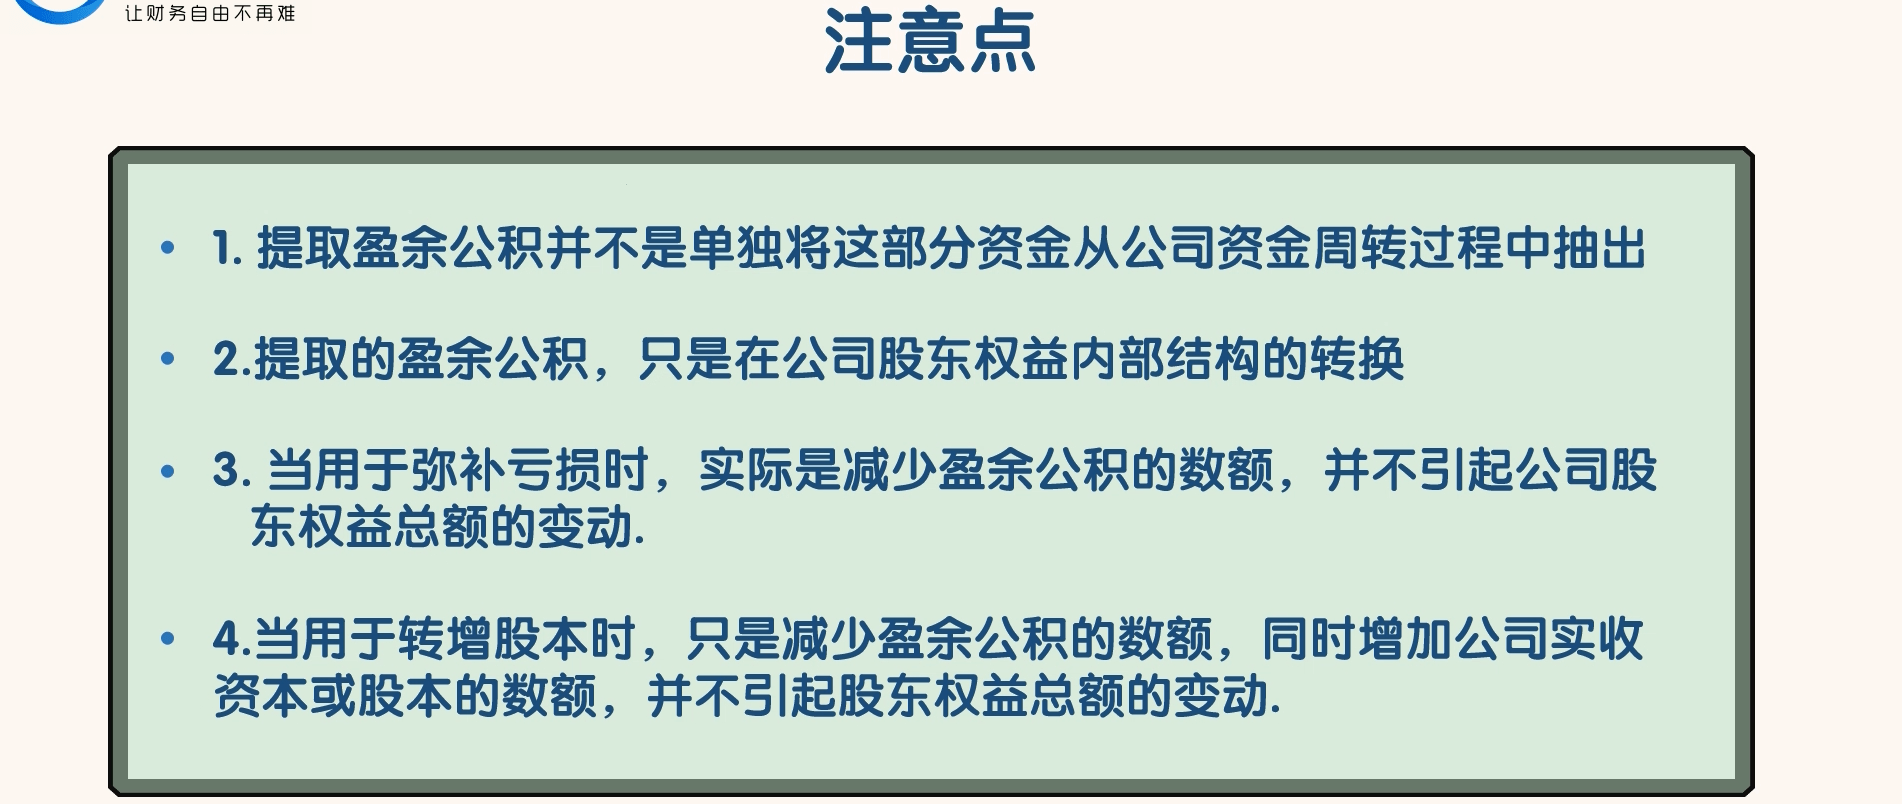 让财务自由不再难
注意点
• 1. 提取盈余公积并不是单独将这部分资金从公司资金周转过程中抽出
• 2.提取的盈余公积，只是在公司股东权益内部结构的转换
• 3. 当用于弥补亏损时，实际是减少盈余公积的数额，并不引起公司股
东权益总额的变动.
• 4.当用于转增股本时，只是减少盈余公积的数额，同时增加公司实收
资本或股本的数额，并不引起股东权益总额的变动.